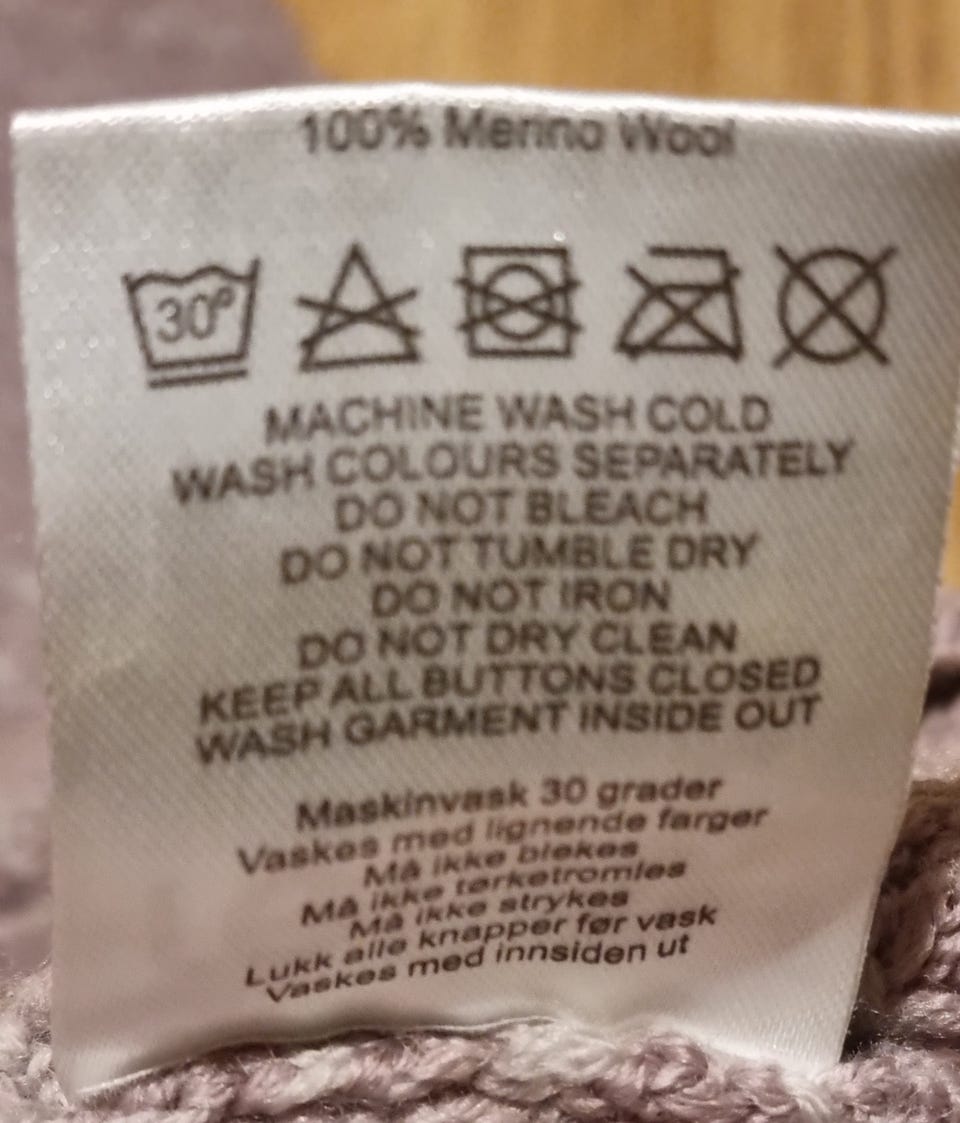 100% Merino Wool
30°
MACHINE WASH COLD
WASH COLOURS SEPARATELY
DO NOT BLEACH
DO NOT TUMBLE DRY
DO NOT IRON
DO NOT DRY CLEAN
KEEP ALL BUTTONS CLOSED
WASH GARMENT INSIDE OUT
Maskinvask 30 grader
Vaskes med lignende farger
Må ikke blekes
Må ikke tørketromles
Må ikke strykes
Lukk alle knapper før vask
Vaskes med innsiden ut